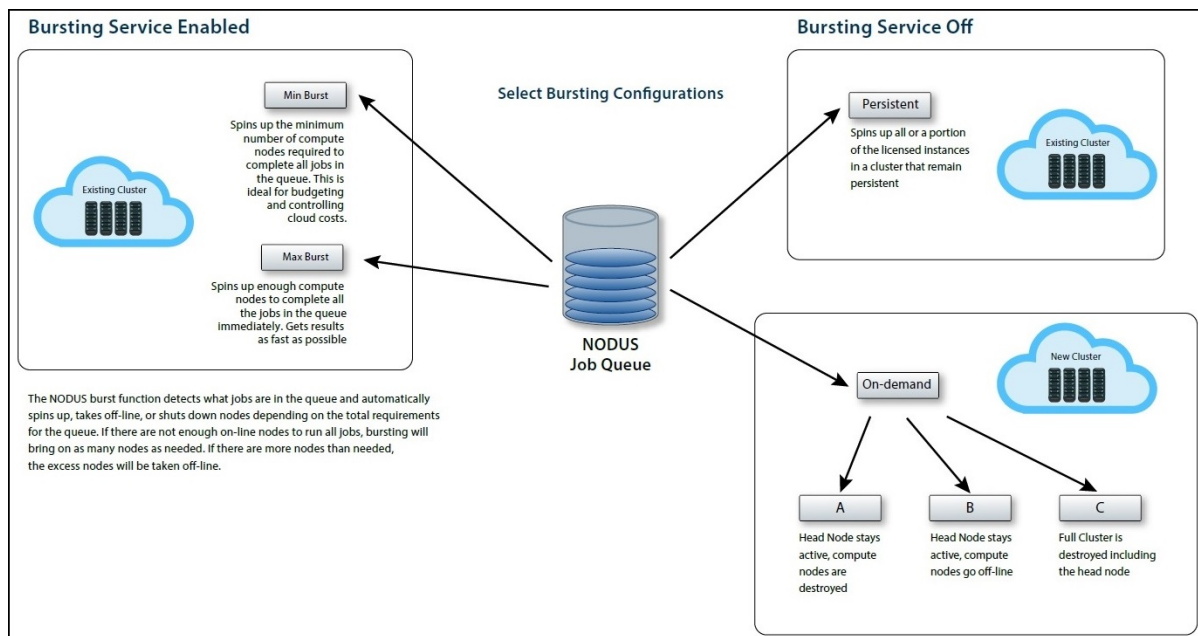 Bursting Service Enabled
Min Burst
Spins up the minimum
number of compute
nodes required to
complete all jobs in
the queue. This is
ideal for budgeting
and controlling
cloud costs.
Existing Cluster
Max Burst
Spins up enough compute
nodes to complete all
the jobs in the queue
immediately. Gets results
as fast as possible
The NODUS burst function detects what jobs are in the queue and automatically
spins up, takes off-line, or shuts down nodes depending on the total requirements
for the queue. If there are not enough on-line nodes to run all jobs, bursting will
bring on as many nodes as needed. If there are more nodes than needed,
the excess nodes will be taken off-line.
Select Bursting Configurations
NODUS
Job Queue
Bursting Service Off
Persistent
Spins up all or a portion
of the licensed instances
in a cluster that remain
persistent
Existing Cluster
New Cluster
On-demand
A
Head Node stays
active, compute
nodes are
destroyed
B
Head Node stays
active, compute
nodes go off-line
C
Full Cluster is
destroyed including
the head node